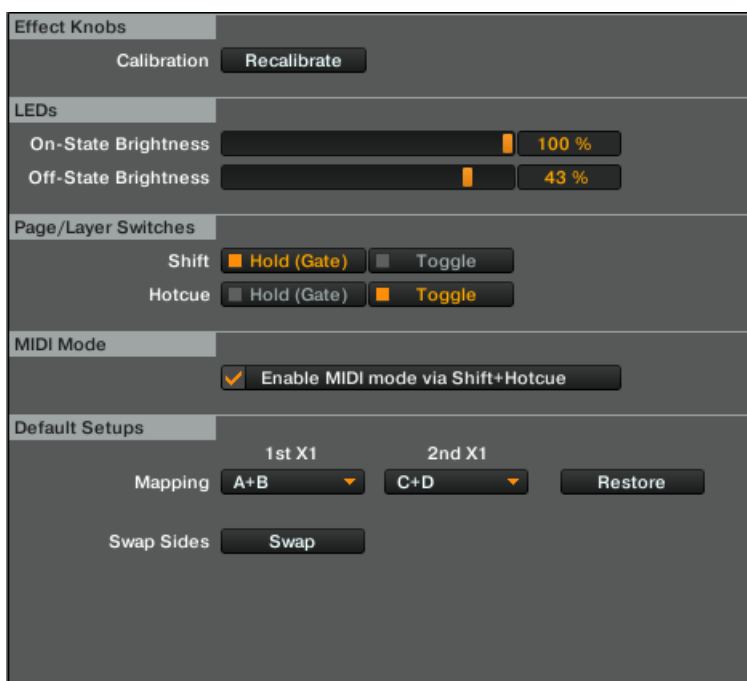 Effect Knobs
Calibration Recalibrate
LEDs
On-State Brightness 100 %
Off-State Brightness 43 %
Page/Layer Switches
Shift Hold (Gate) Toggle
Hotcue Hold (Gate) Toggle
MIDI Mode
Enable MIDI mode via Shift+Hotcue
Default Setups
1st X1 2nd X1
Mapping A+B C+D Restore
Swap Sides Swap